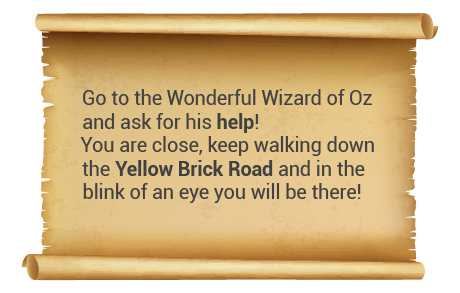 Go to the Wonderful Wizard of Oz
and ask for his help!
You are close, keep walking down
the Yellow Brick Road and in the
blink of an eye you will be there!